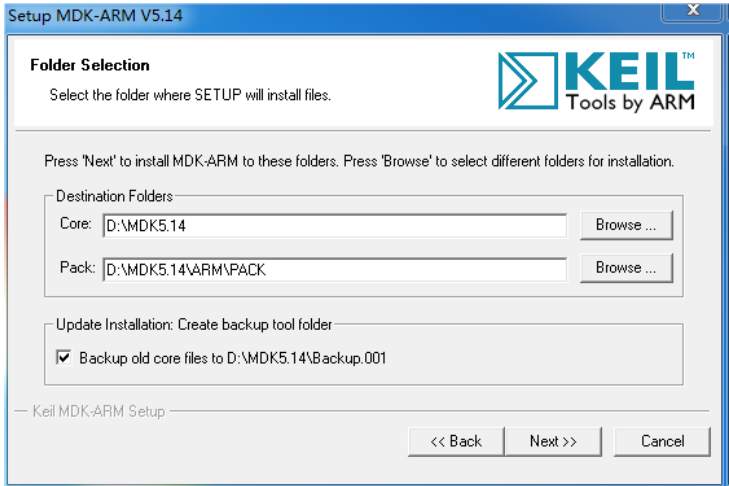 Setup MDK-ARM V5.14
x
Folder Selection
Select the folder where SETUP will install files.
KEIL™
Tools by ARM
Press 'Next' to install MDK-ARM to these folders. Press 'Browse' to select different folders for installation.
Destination Folders
Core: D:\MDK5.14 Browse ...
Pack: D:\MDK5.14\ARM\PACK Browse ...
Update Installation: Create backup tool folder
Backup old core files to D:\MDK5.14\Backup.001
Keil MDK-ARM Setup
<< Back Next >> Cancel